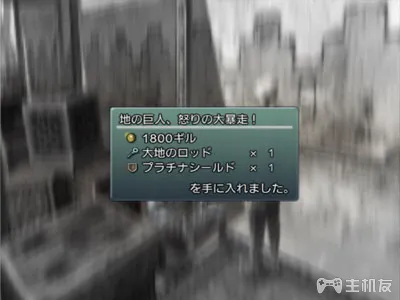 地の巨人、怒りの大暴走!
1800ギル
大地のロッド × 1
プラチナシールド × 1
を手に入れました。
主机友